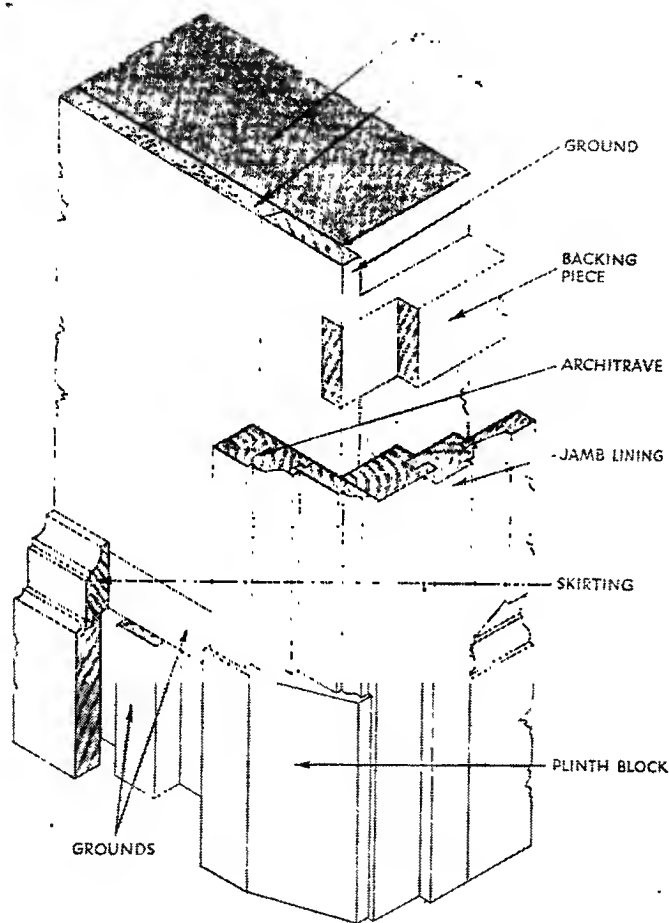 GROUND
BACKING
PIECE
ARCHITRAVE
JAMB LINING
SKIRTING
PLINTH BLOCK
GROUNDS